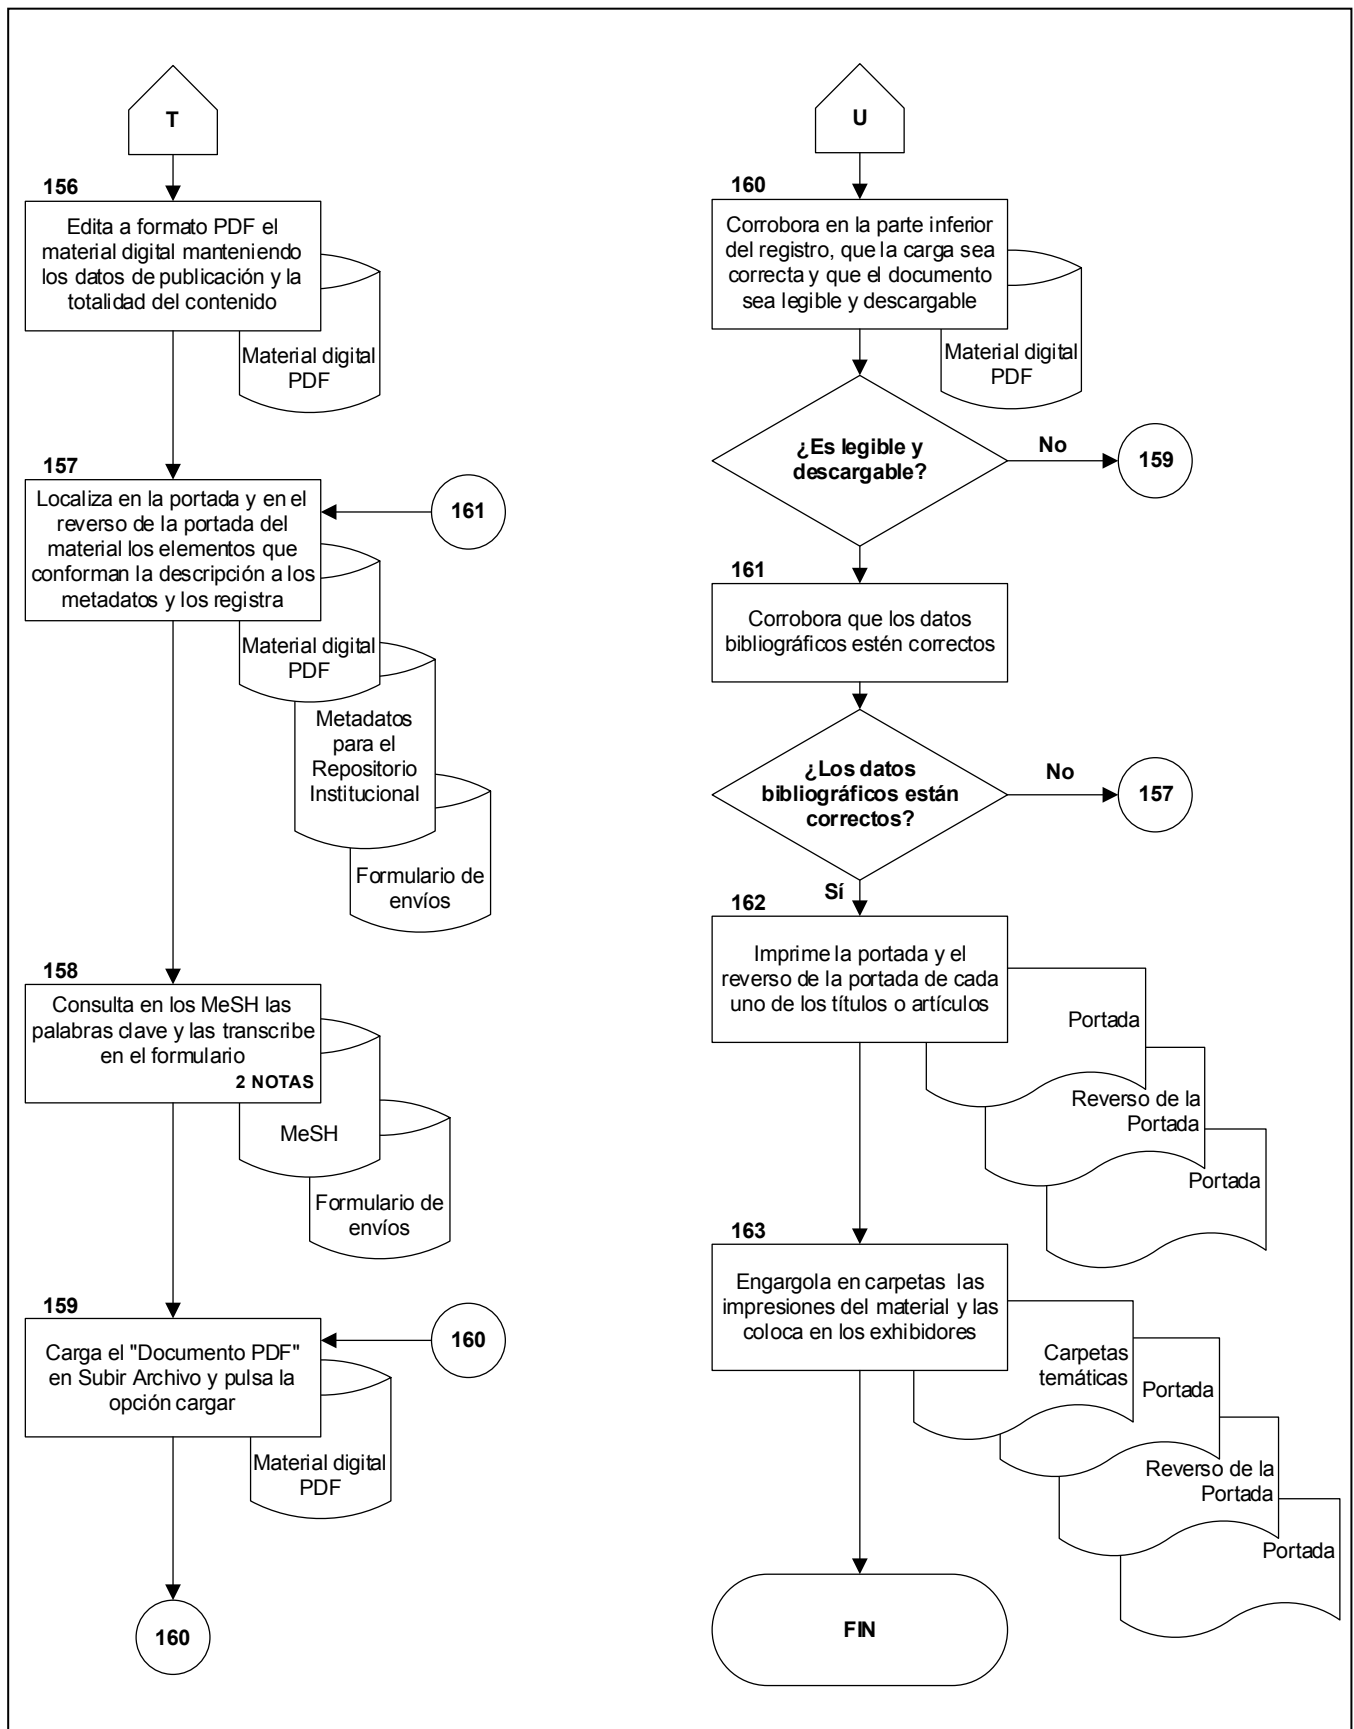 T
156
Edita a formato PDF el
material digital manteniendo
los datos de publicación y la
totalidad del contenido
Material digital
PDF
157
Localiza en la portada y en el
reverso de la portada del
material los elementos que
conforman la descripción a los
metadatos y los registra
161
Material digital
PDF
Metadatos
para el
Repositorio
Institucional
Formulario de
envíos
158
Consulta en los MeSH las
palabras clave y las transcribe
en el formulario
2 NOTAS
MeSH
Formulario de
envíos
159
Carga el "Documento PDF"
en Subir Archivo y pulsa la
opción cargar
160
Material digital
PDF
160
U
160
Corrobora en la parte inferior
del registro, que la carga sea
correcta y que el documento
sea legible y descargable
Material digital
PDF
¿Es legible y
descargable?
No
159
161
Corrobora que los datos
bibliográficos estén correctos
¿Los datos
bibliográficos están
correctos?
No
157
Sí
162
Imprime la portada y el
reverso de la portada de cada
uno de los títulos o artículos
Portada
Reverso de la
Portada
Portada
163
Engargola en carpetas las
impresiones del material y las
coloca en los exhibidores
Carpetas
temáticas
Portada
Reverso de la
Portada
Portada
FIN